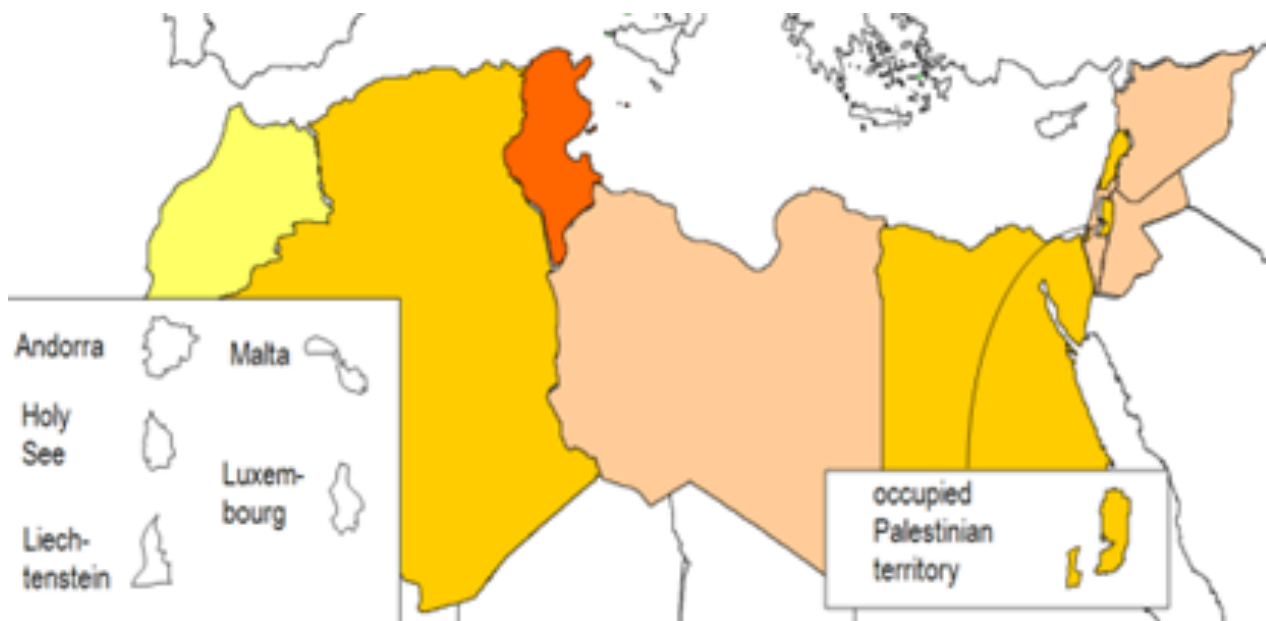 Andorra
Malta
Holy
See
Luxem-
bourg
Liech-
tenstein
occupied
Palestinian
territory